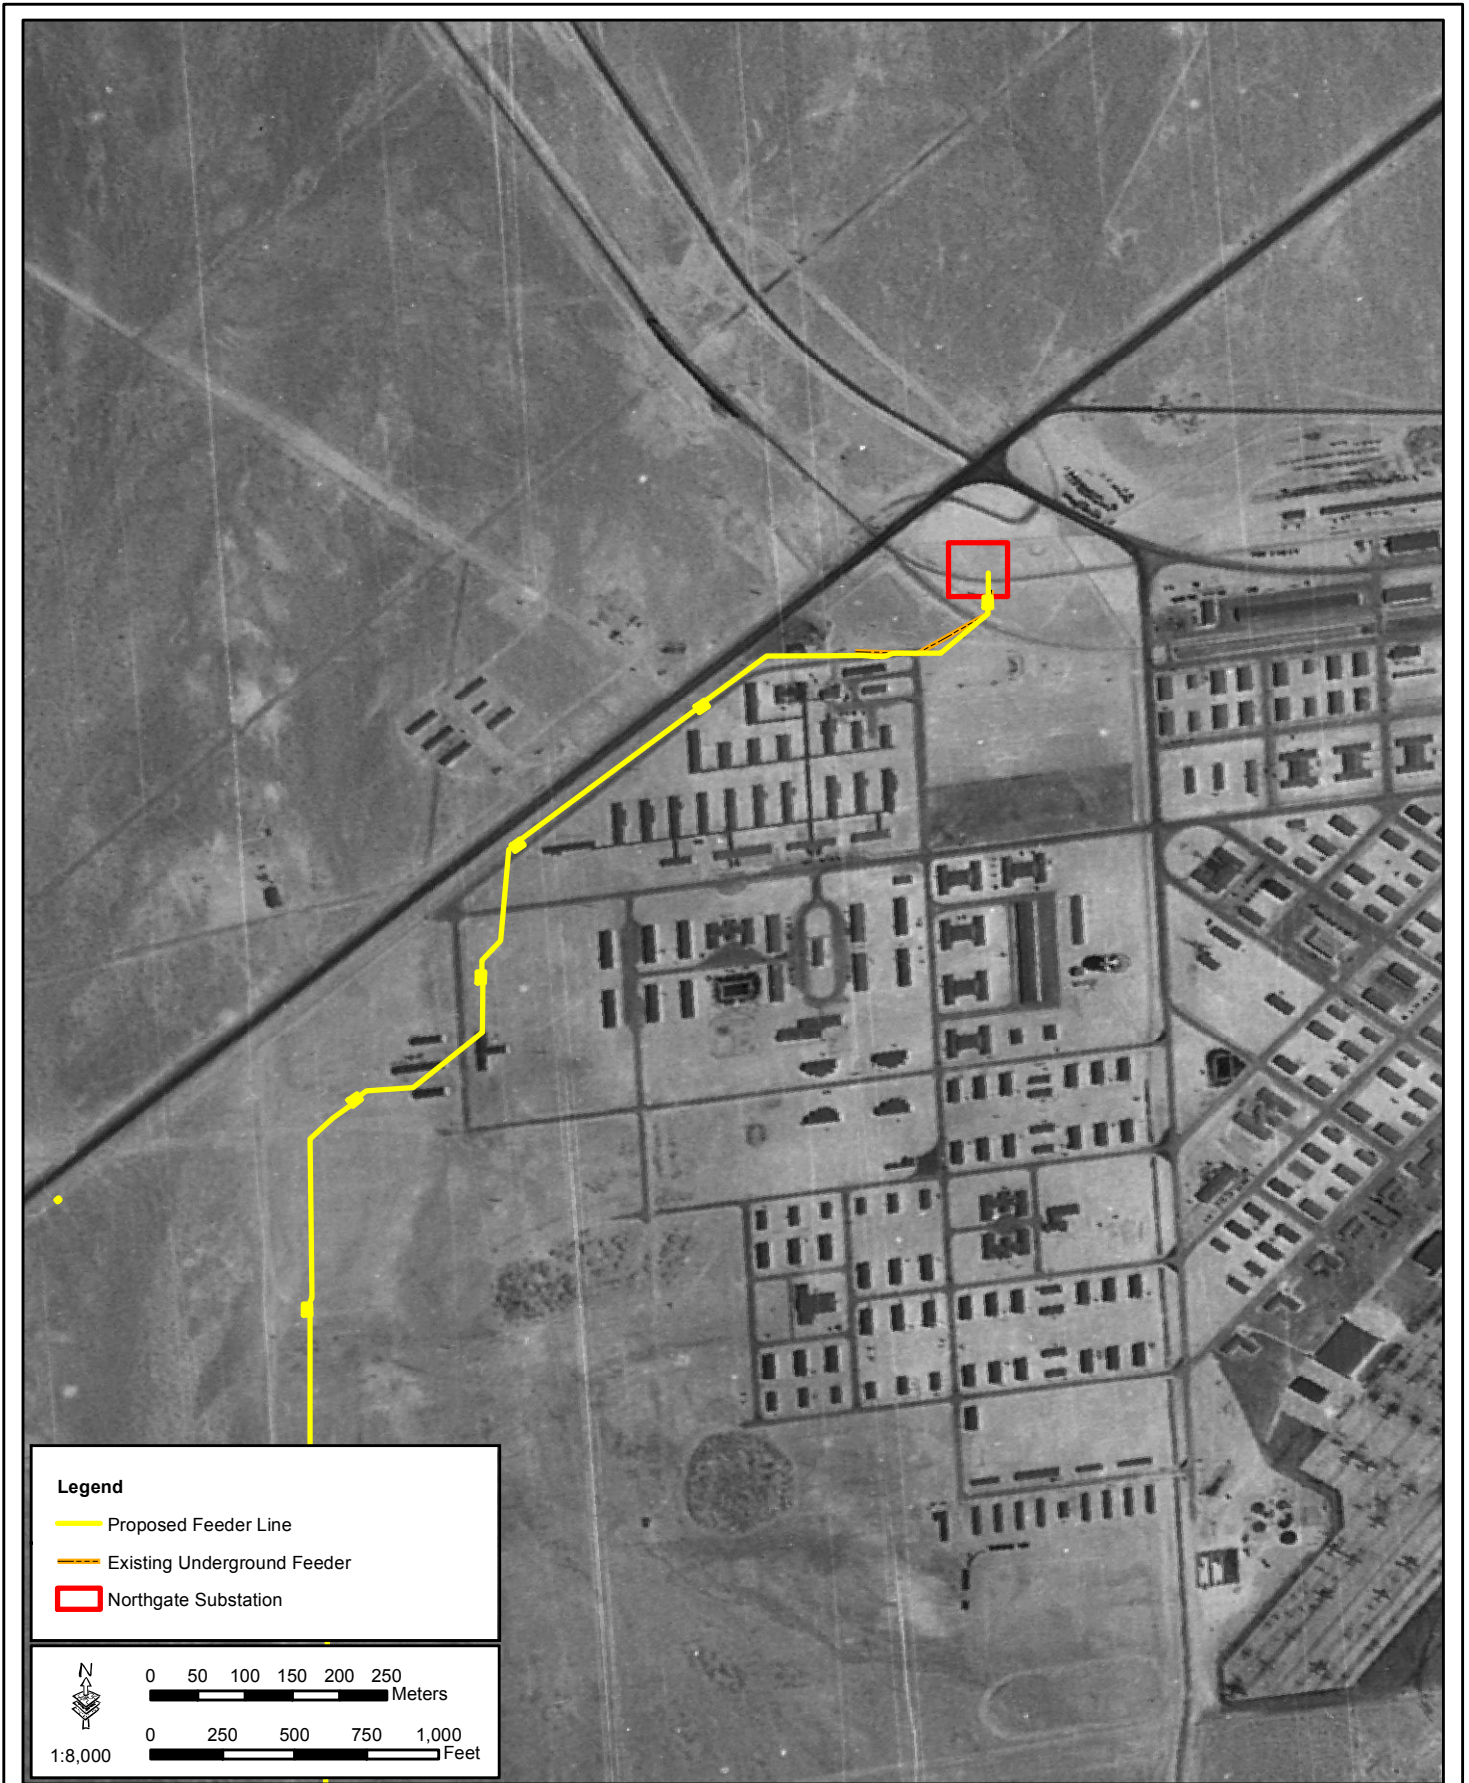 Legend
Proposed Feeder Line
Existing Underground Feeder
Northgate Substation
N
0 50 100 150 200 250
Meters
0 250 500 750 1,000
Feet
1:8,000